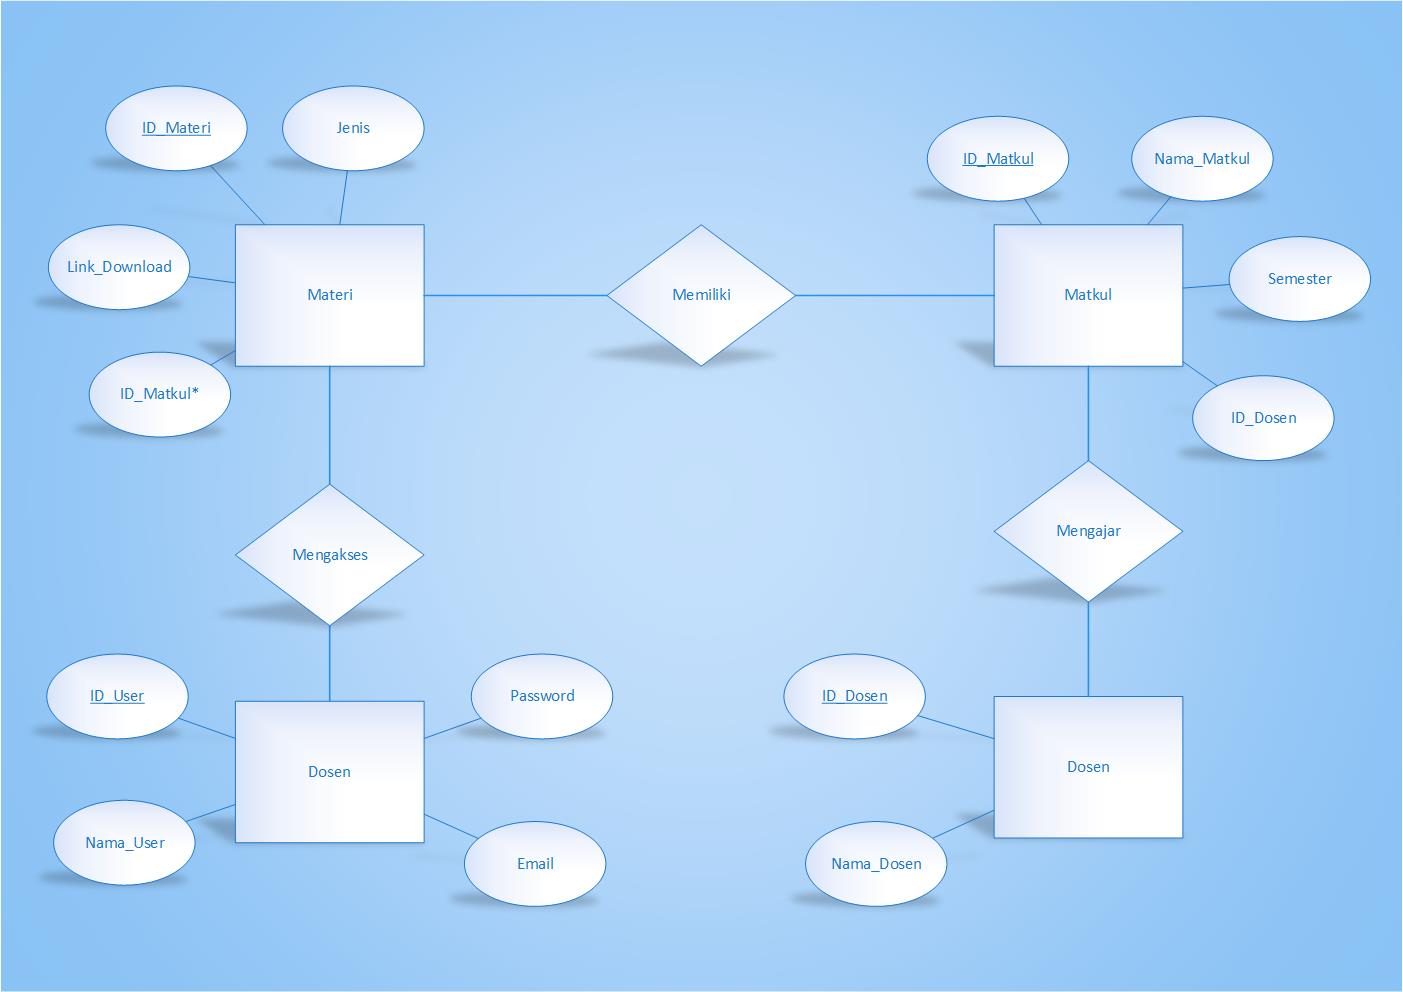 ID_Materi
Jenis
ID_Matkul
Nama_Matkul
Link_Download
Materi
Memiliki
Matkul
Semester
ID_Matkul*
ID_Dosen
Mengakses
Mengajar
ID_User
Password
ID_Dosen
Dosen
Dosen
Nama_User
Email
Nama_Dosen